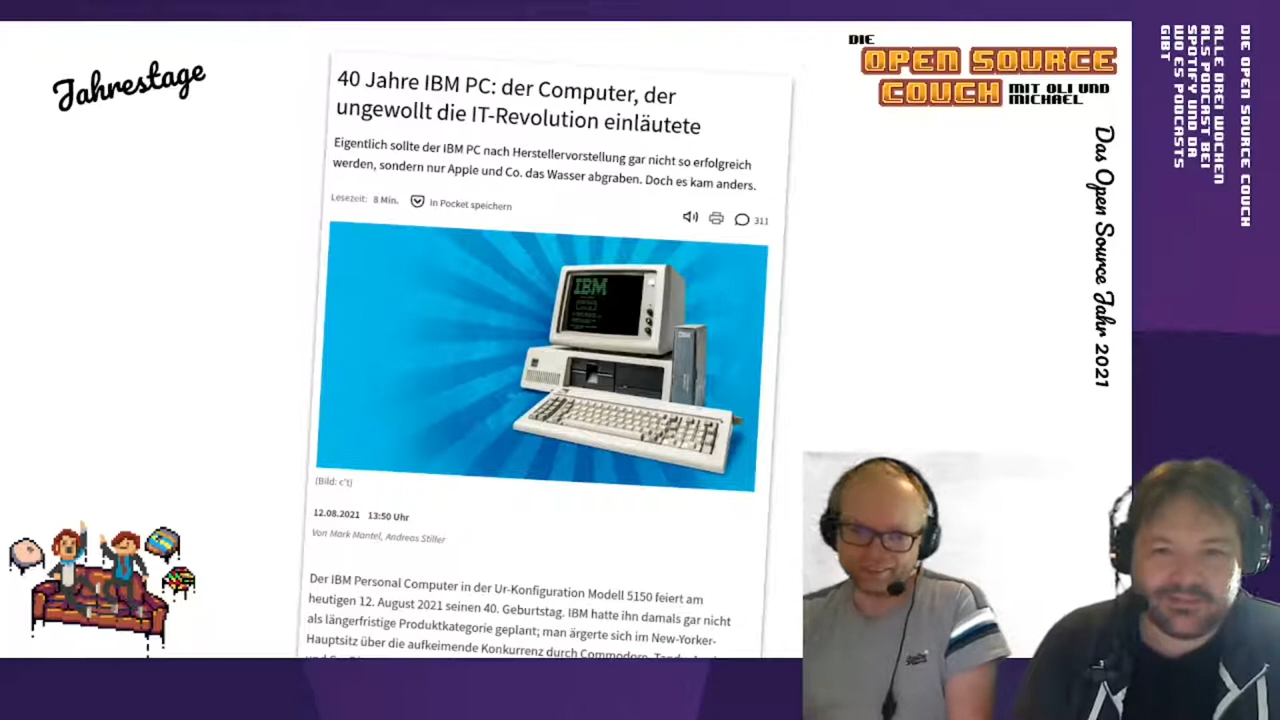 Jahrestage
40 Jahre IBM PC: der Computer, der
ungewollt die IT-Revolution einläutete
Eigentlich sollte der IBM PC nach Herstellervorstellung gar nicht so erfolgreich
werden, sondern nur Apple und Co. das Wasser abgraben. Doch es kam anders.
Lesezeit: 8 Min. In Pocket speichern
311
IBM
(Bild: c't)
12.08.2021 13:50 Uhr
Von Mark Mantel, Andreas Stiller
Der IBM Personal Computer in der Ur-Konfiguration Modell 5150 feiert am
heutigen 12. August 2021 seinen 40. Geburtstag. IBM hatte ihn damals gar nicht
als längerfristige Produktkategorie geplant; man ärgerte sich im New-Yorker-
Hauptsitz über die aufkeimende Konkurrenz durch Commodore,
DIE
OPEN SOURCE
COUCH MIT OLI UND
MICHAEL
Das Open Source Jahr 2021
DIE OPEN SOURCE COUCH
ALLE DREI WOCHEN
ALS PODCAST BEI
SPOTIFY UND DA
WO ES PODCASTS
GIBT